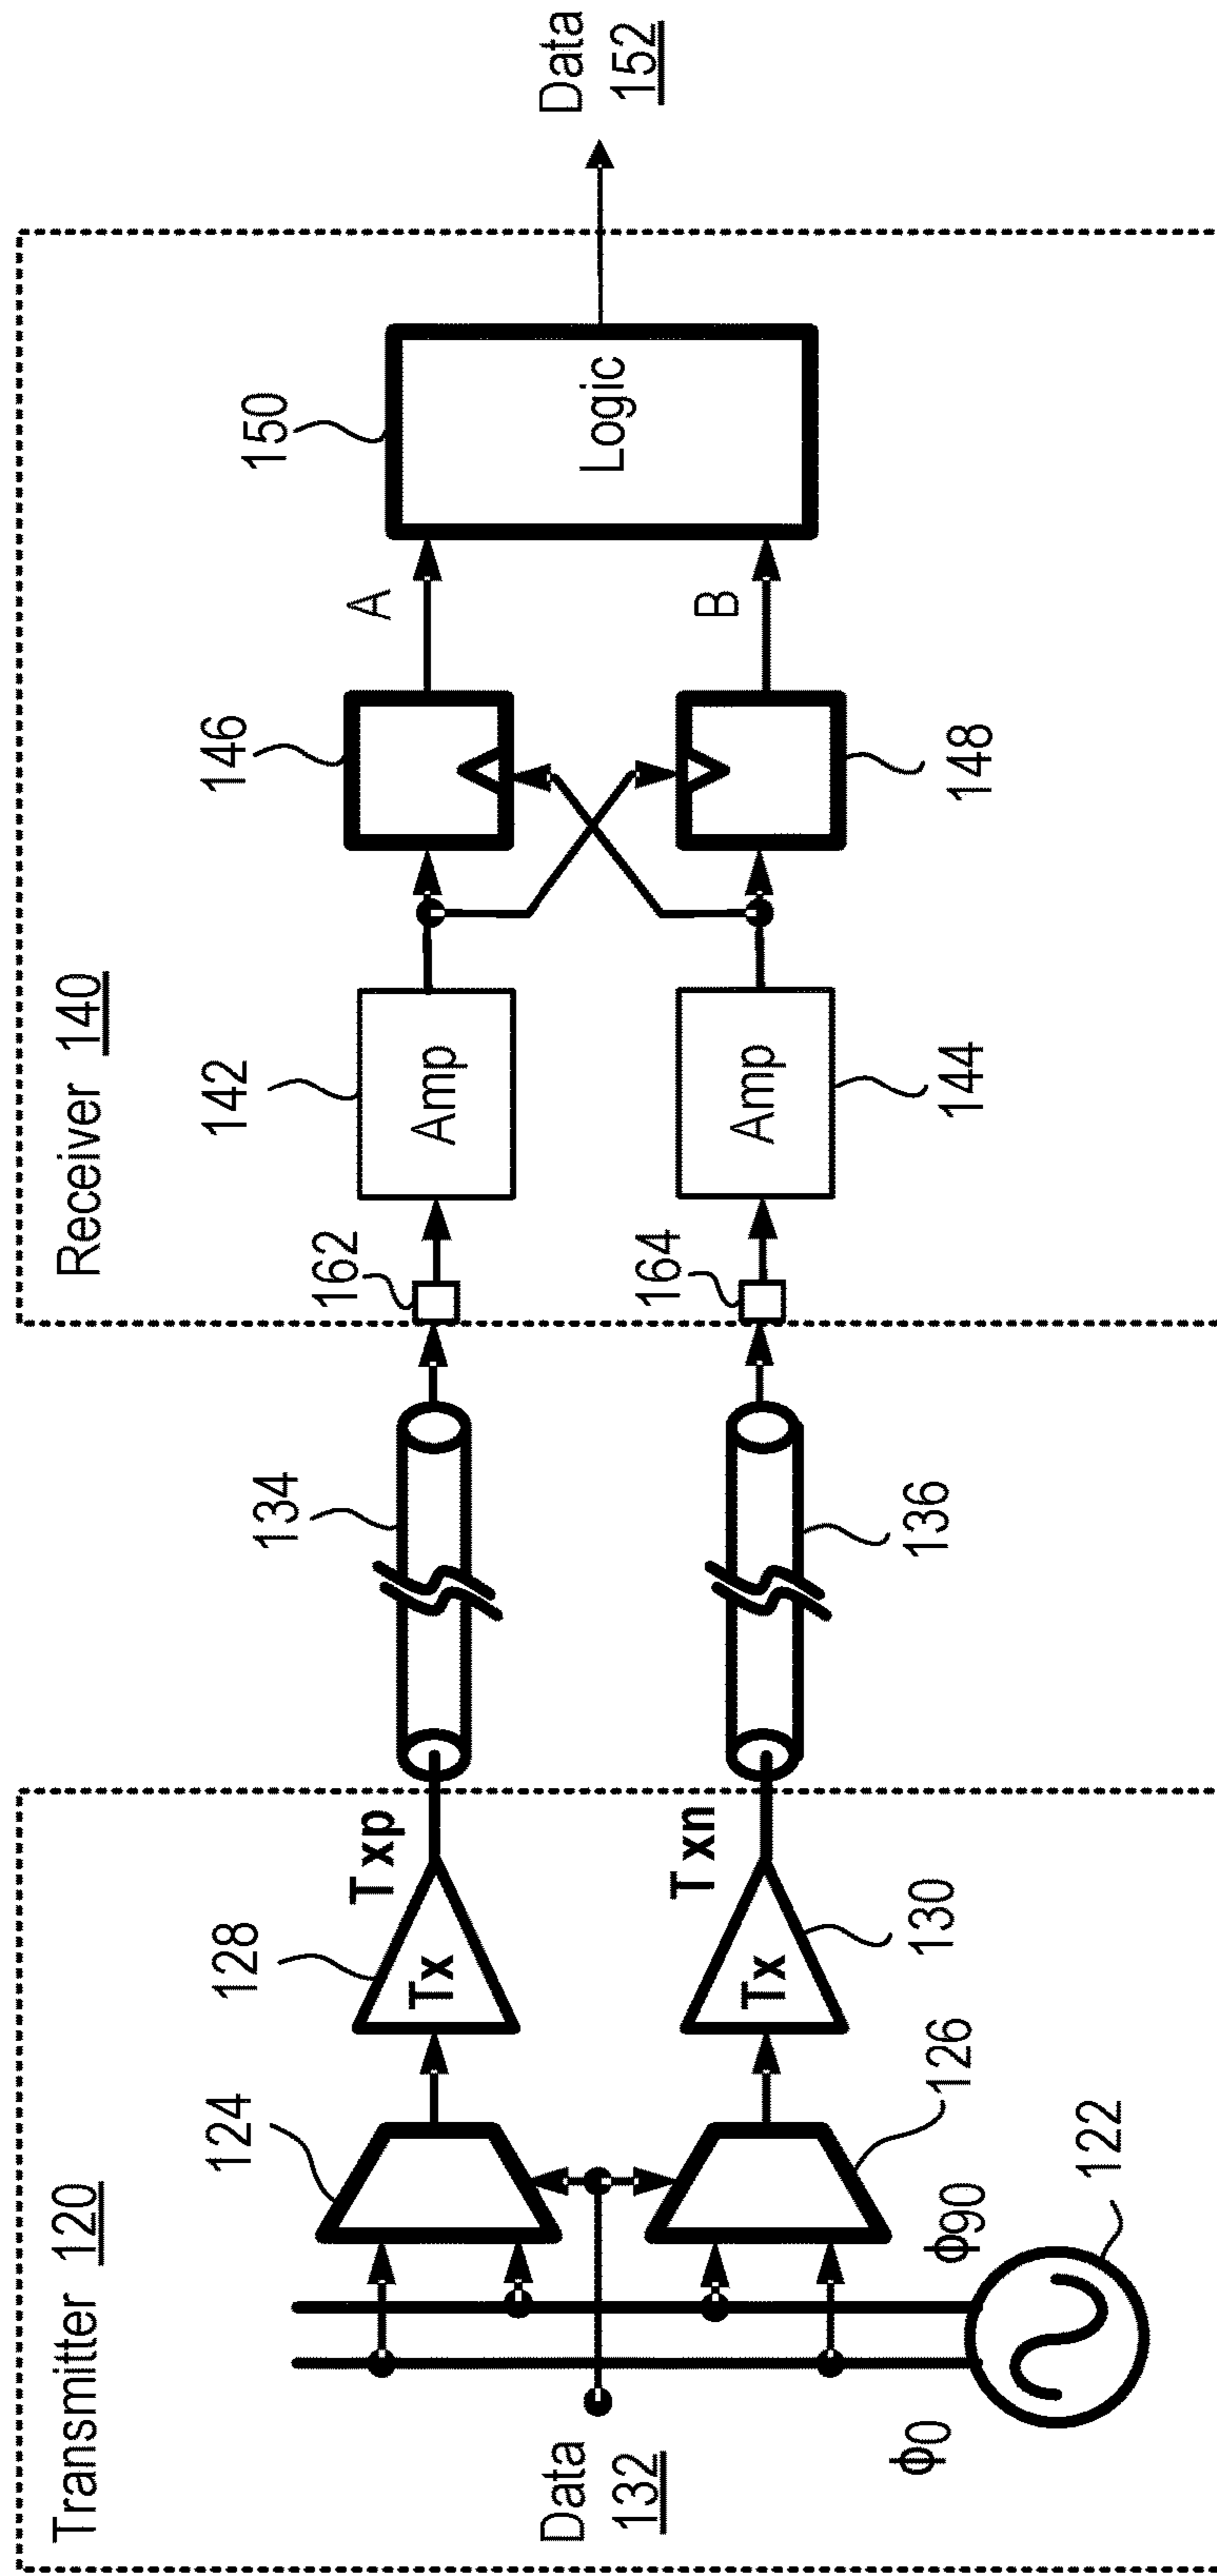 Transmitter 120
124
128
Txp
Tx
134
162
Receiver 140
142
Amp
146
A
150
Logic
Data
152
Data
132
ϕ0
ϕ90
122
126
Tx
130
Txn
136
164
Amp
144
148
B